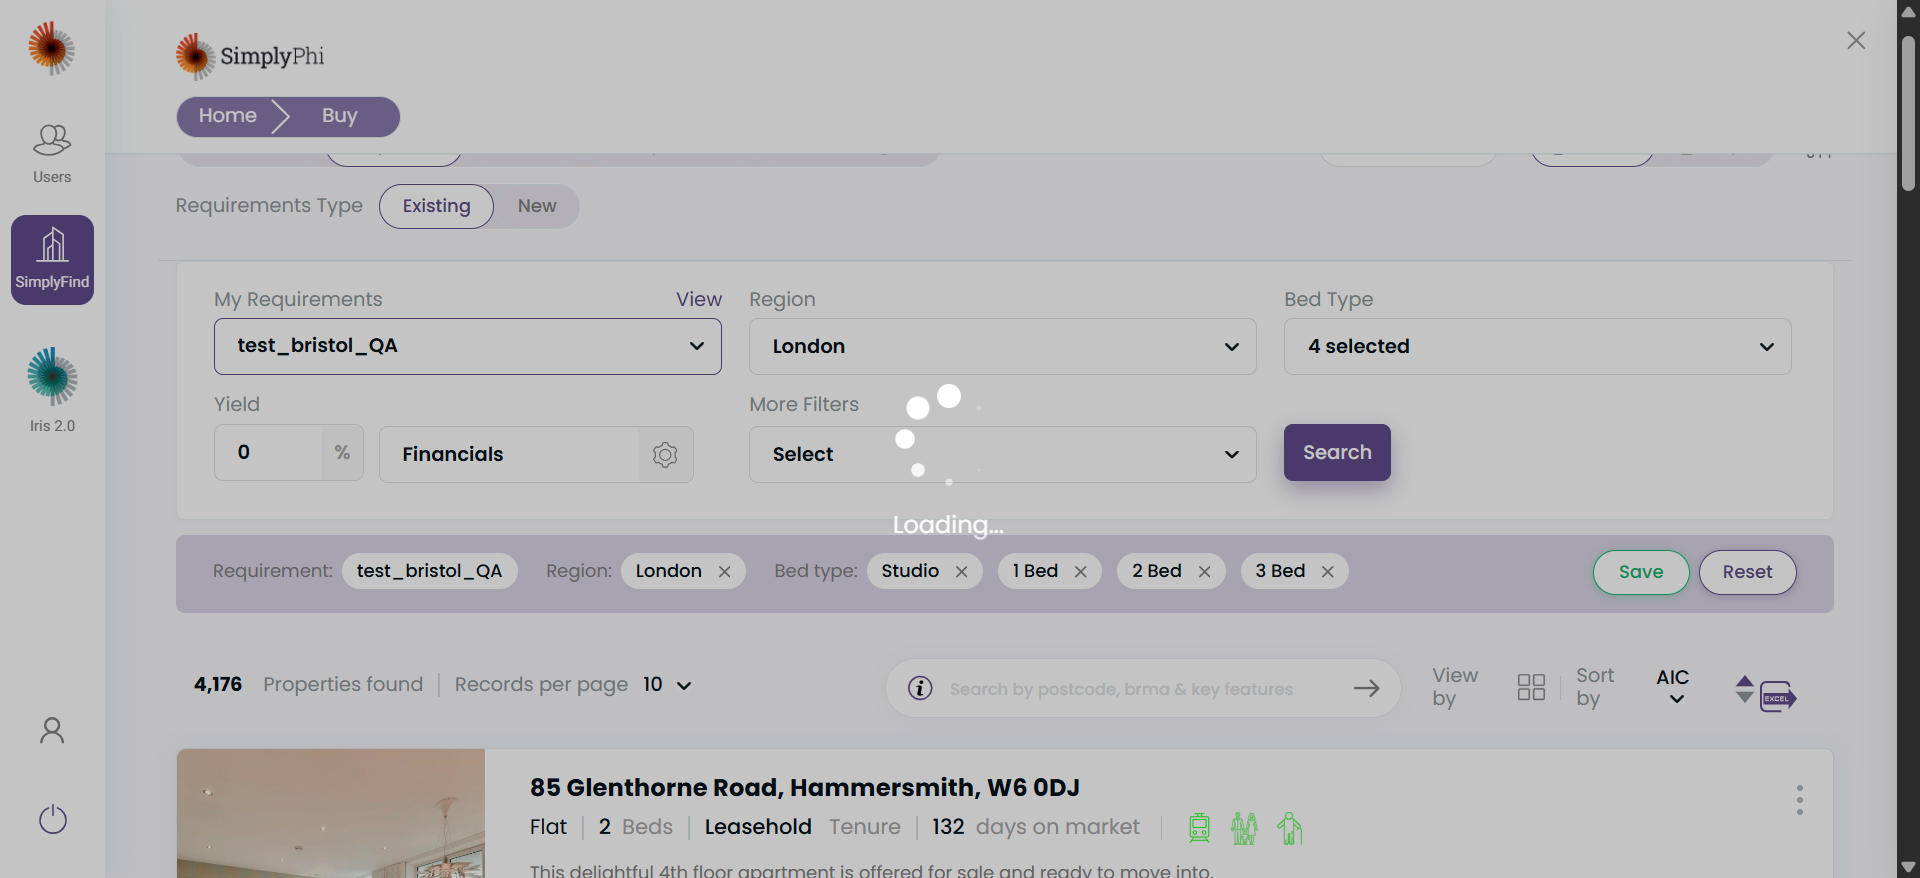 SimplyPhi
Home
Buy
Users
Requirements Type
Existing
New
SimplyFind
My Requirements
View
Region
Bed Type
test_bristol_QA
London
4 selected
Yield
More Filters
Iris 2.0
0
%
Financials
Select
Search
Loading...
Requirement:
test_bristol_QA
Region:
London
Bed type:
Studio
1 Bed
2 Bed
3 Bed
Save
Reset
4,176 Properties found
Records per page 10
Search by postcode, brma & key features
View by
Sort by
AIC
EXCEL
85 Glenthorne Road, Hammersmith, W6 0DJ
Flat | 2 Beds | Leasehold Tenure | 132 days on market
This delightful 4th floor apartment is offered for sale and ready to move into.